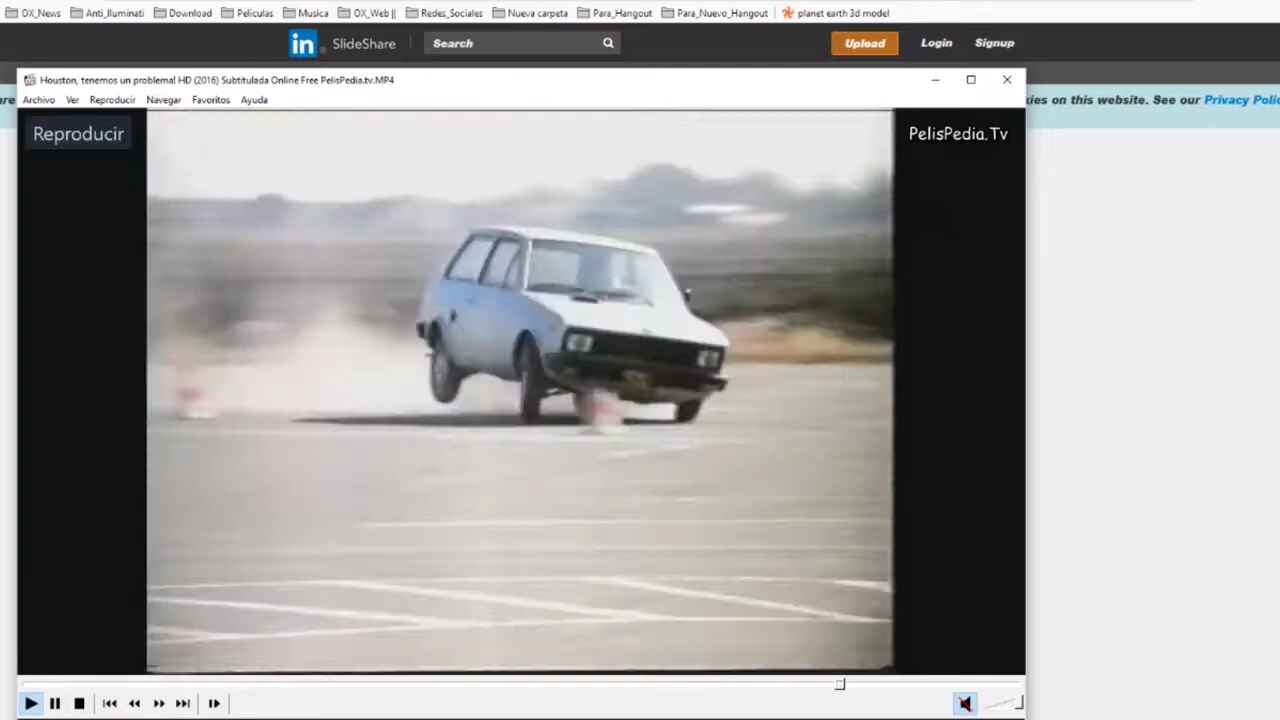 OX_News Anti_Iluminati Download Peliculas Musica OX_Web || Redes_Sociales Nueva carpeta Para_Hangout Para_Nuevo_Hangout planet earth 3d model
in SlideShare Search Upload Login Signup
Houston, tenemos un problema! HD (2016) Subtitulada Online Free PelisPedia.tv.MP4
Archivo Ver Reproducir Navegar Favoritos Ayuda
kies on this website. See our Privacy Polic
Reproducir
PelisPedia.Tv